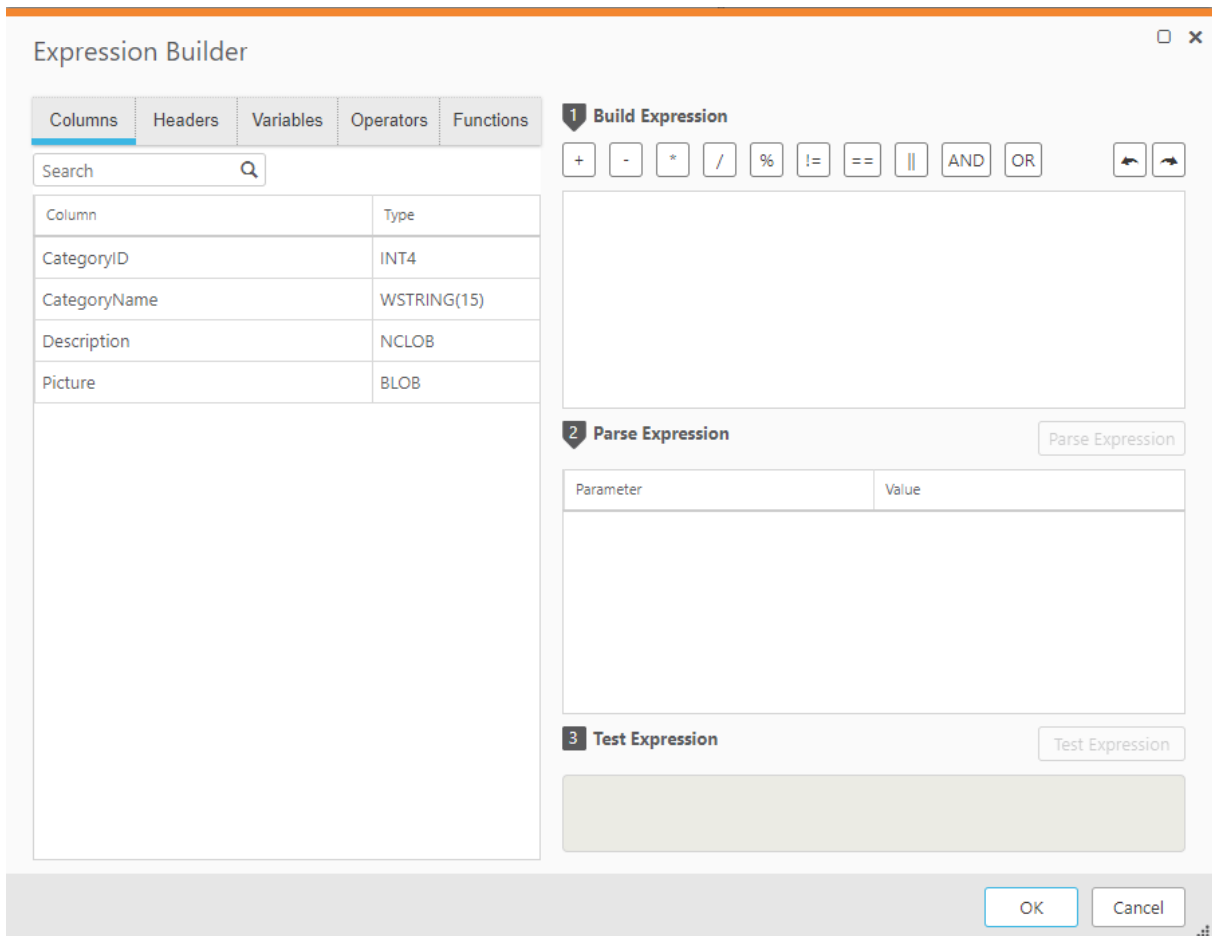 Expression Builder
Columns Headers Variables Operators Functions
Search
Column Type
CategoryID INT4
CategoryName WSTRING(15)
Description NCLOB
Picture BLOB
1 Build Expression
+ - * / % != == || AND OR
2 Parse Expression Parse Expression
Parameter Value
3 Test Expression Test Expression
OK Cancel